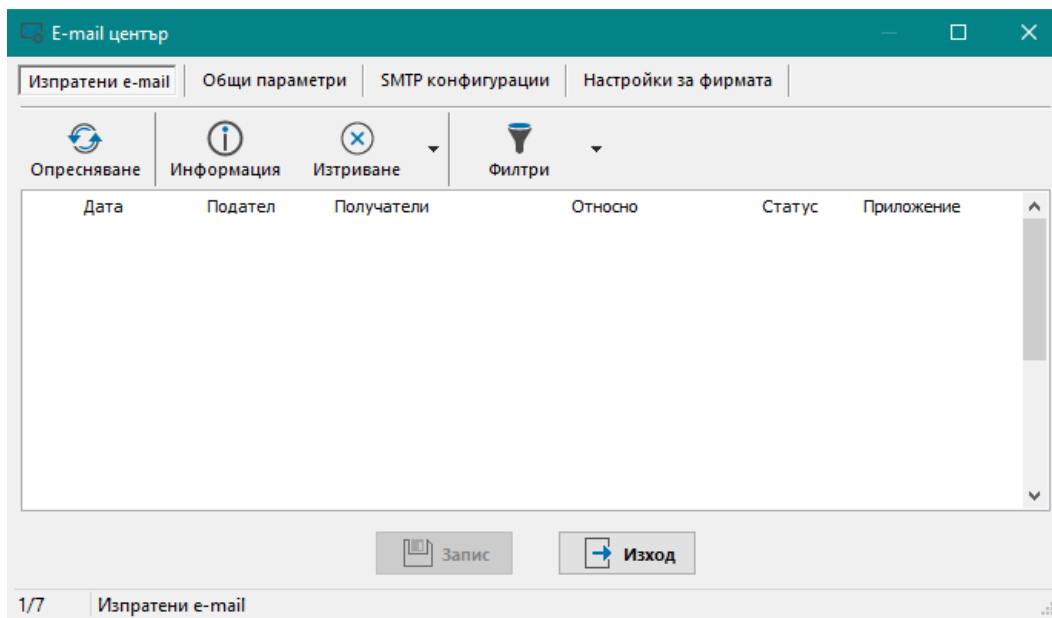 E-mail център
Изпратени e-mail Общи параметри SMTP конфигурации Настройки за фирмата
Опресняване Информация Изтриване Филтри
Дата Подател Получатели Относно Статус Приложение
Запис Изход
1/7 Изпратени e-mail